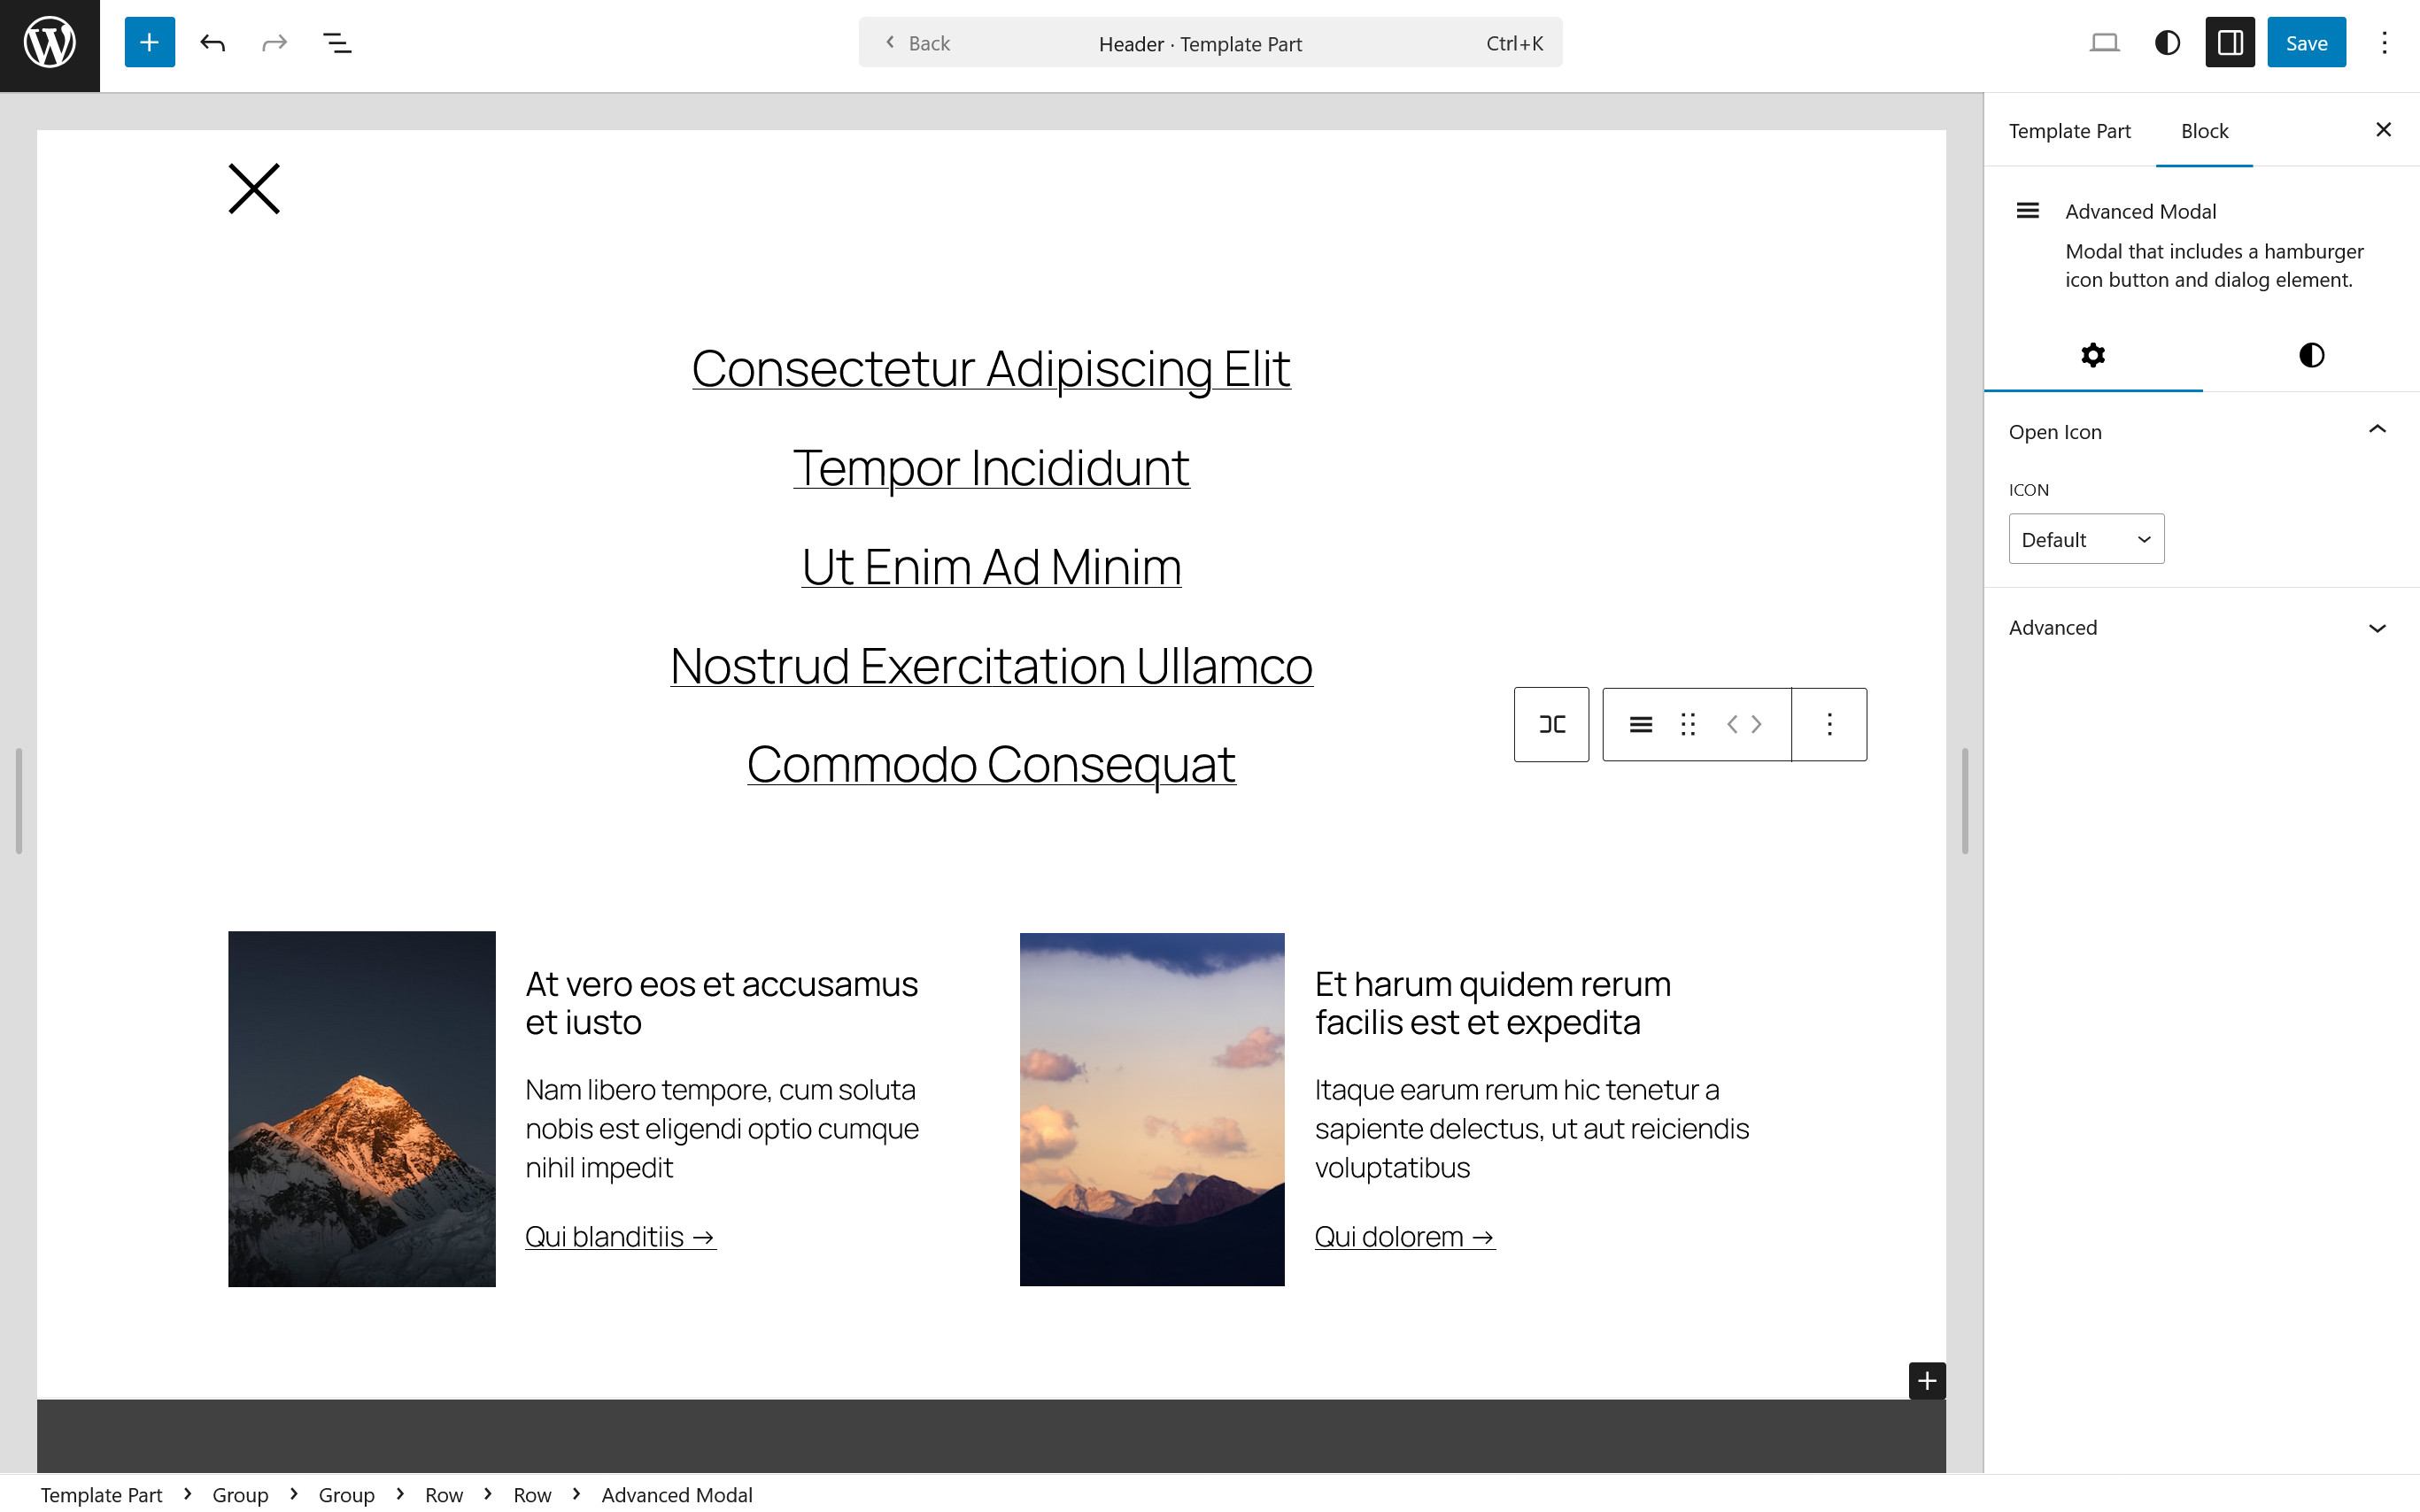 Back
Header · Template Part
Ctrl+K
Save
Template Part
Block
Advanced Modal
Modal that includes a hamburger
icon button and dialog element.
Open Icon
ICON
Default
Advanced
Consectetur Adipiscing Elit
Tempor Incididunt
Ut Enim Ad Minim
Nostrud Exercitation Ullamco
Commodo Consequat
At vero eos et accusamus
et iusto
Nam libero tempore, cum soluta
nobis est eligendi optio cumque
nihil impedit
Qui blanditiis →
Et harum quidem rerum
facilis est et expedita
Itaque earum rerum hic tenetur a
sapiente delectus, ut aut reiciendis
voluptatibus
Qui dolorem →
Template Part > Group > Group > Row > Row > Advanced Modal